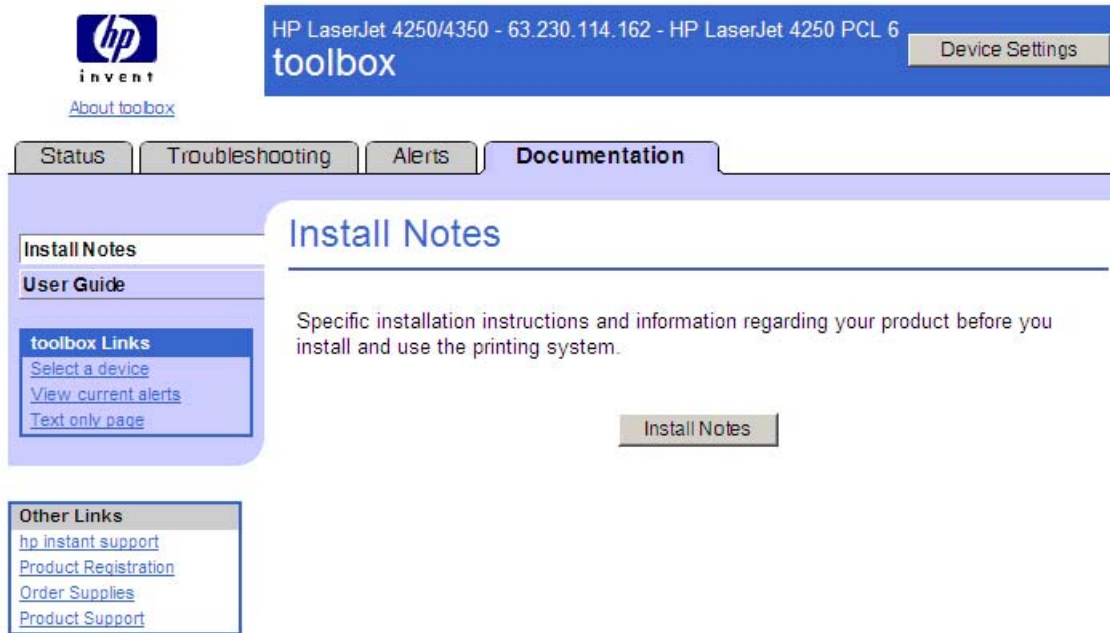 hp
invent
About toolbox
HP LaserJet 4250/4350 - 63.230.114.162 - HP LaserJet 4250 PCL 6
toolbox
Device Settings
Status
Troubleshooting
Alerts
Documentation
Install Notes
User Guide
toolbox Links
Select a device
View current alerts
Text only page
Other Links
hp instant support
Product Registration
Order Supplies
Product Support
Install Notes
Specific installation instructions and information regarding your product before you
install and use the printing system.
Install Notes